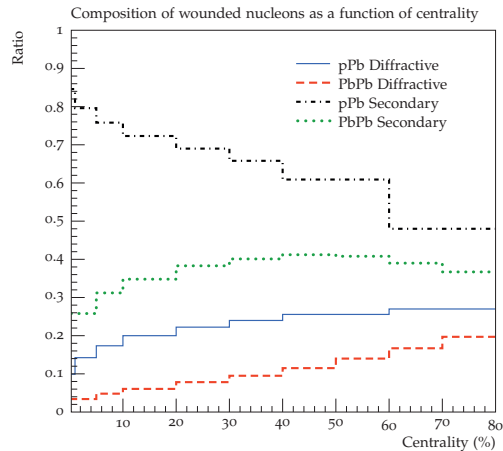 Composition of wounded nucleons as a function of centrality
Ratio
1
0.9
0.8
0.7
0.6
0.5
0.4
0.3
0.2
0.1
0
pPb Diffractive
PbPb Diffractive
pPb Secondary
PbPb Secondary
10 20 30 40 50 60 70 80
Centrality (%)